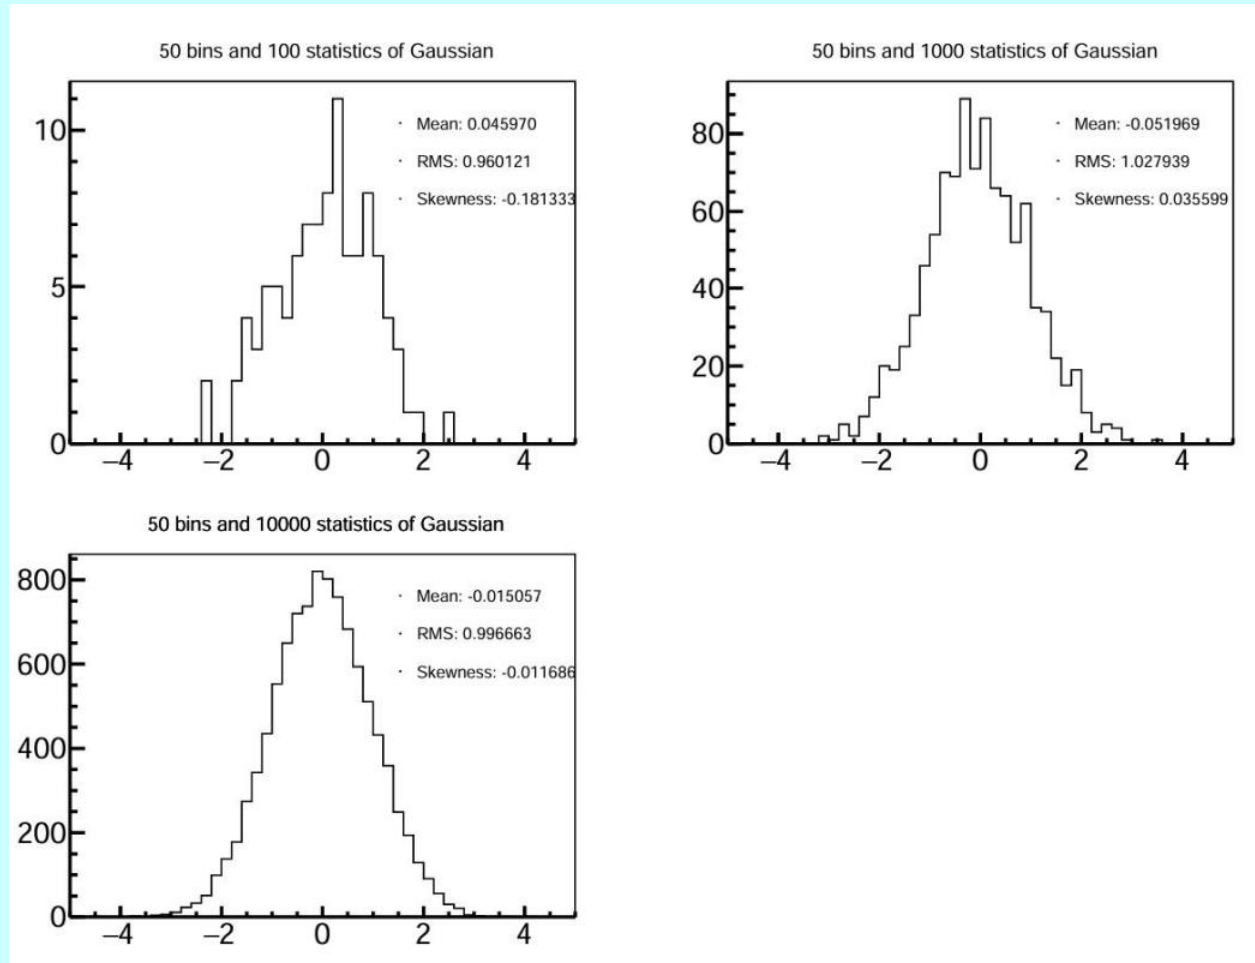 50 bins and 100 statistics of Gaussian
10
5
0
−4
−2
0
2
4
· Mean: 0.045970
· RMS: 0.960121
· Skewness: -0.181333
50 bins and 1000 statistics of Gaussian
80
60
40
20
0
−4
−2
0
2
4
· Mean: -0.051969
· RMS: 1.027939
· Skewness: 0.035599
50 bins and 10000 statistics of Gaussian
800
600
400
200
0
−4
−2
0
2
4
· Mean: -0.015057
· RMS: 0.996663
· Skewness: -0.011686